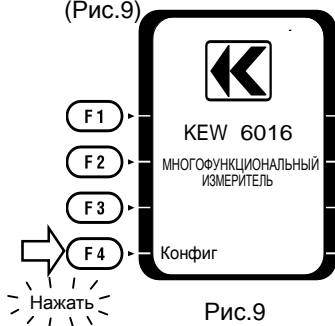 (Рис.9)
KEW 6016
МНОГОФУНКЦИОНАЛЬНЫЙ
ИЗМЕРИТЕЛЬ
F1
F2
F3
F4
Конфиг
Нажать
Рис.9